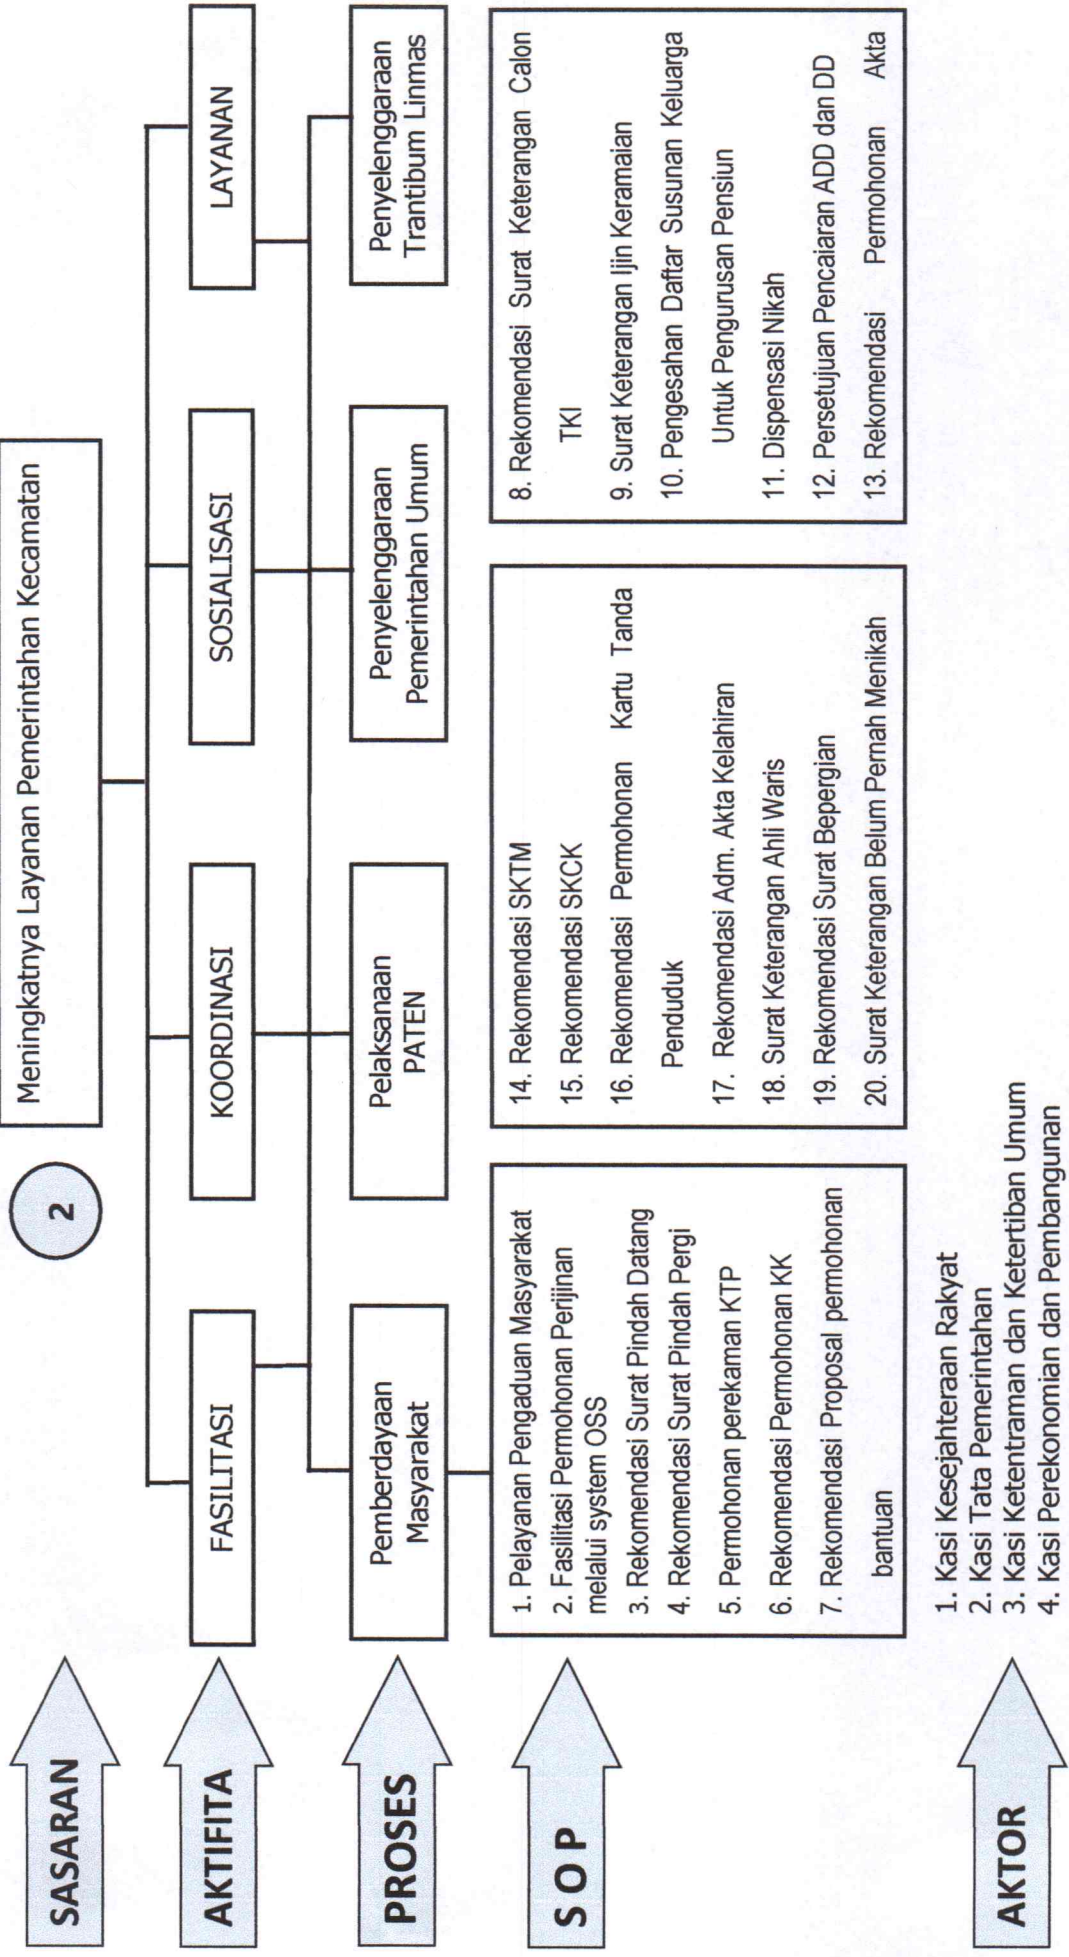 SASARAN
2
Meningkatnya Layanan Pemerintahan Kecamatan
AKTIFITA
FASILITASI
KOORDINASI
SOSIALISASI
LAYANAN
PROSES
Pemberdayaan
Masyarakat
Pelaksanaan
PATEN
Penyelenggaraan
Pemerintahan Umum
Penyelenggaraan
Trantibum Linmas
S O P
1. Pelayanan Pengaduan Masyarakat
2. Fasilitasi Permohonan Perijinan
melalui system OSS
3. Rekomendasi Surat Pindah Datang
4. Rekomendasi Surat Pindah Pergi
5. Permohonan perekaman KTP
6. Rekomendasi Permohonan KK
7. Rekomendasi Proposal permohonan
bantuan
14. Rekomendasi SKTM
15. Rekomendasi SKCK
16. Rekomendasi Permohonan Kartu Tanda
Penduduk
17. Rekomendasi Adm. Akta Kelahiran
18. Surat Keterangan Ahli Waris
19. Rekomendasi Surat Bepergian
20. Surat Keterangan Belum Pernah Menikah
8. Rekomendasi Surat Keterangan Calon
TKI
9. Surat Keterangan Ijin Keramaian
10. Pengesahan Daftar Susunan Keluarga
Untuk Pengurusan Pensiun
11. Dispensasi Nikah
12. Persetujuan Pencaiaran ADD dan DD
13. Rekomendasi Permohonan Akta
AKTOR
1. Kasi Kesejahteraan Rakyat
2. Kasi Tata Pemerintahan
3. Kasi Ketentraman dan Ketertiban Umum
4. Kasi Perekonomian dan Pembangunan